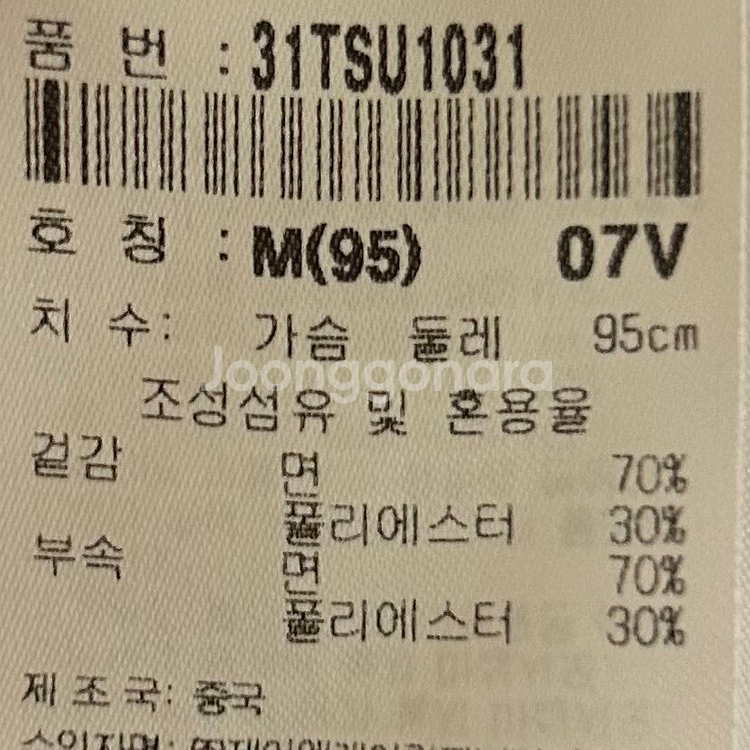 품 번 : 31TSU1031
호 칭 : M(95) 07V
치 수: 가슴 둘레 95cm
Joonggonara
조성섬유 및 혼용율
겉감 면 70%
폴리에스터 30%
부속 면 70%
폴리에스터 30%
제 조 국: 중국